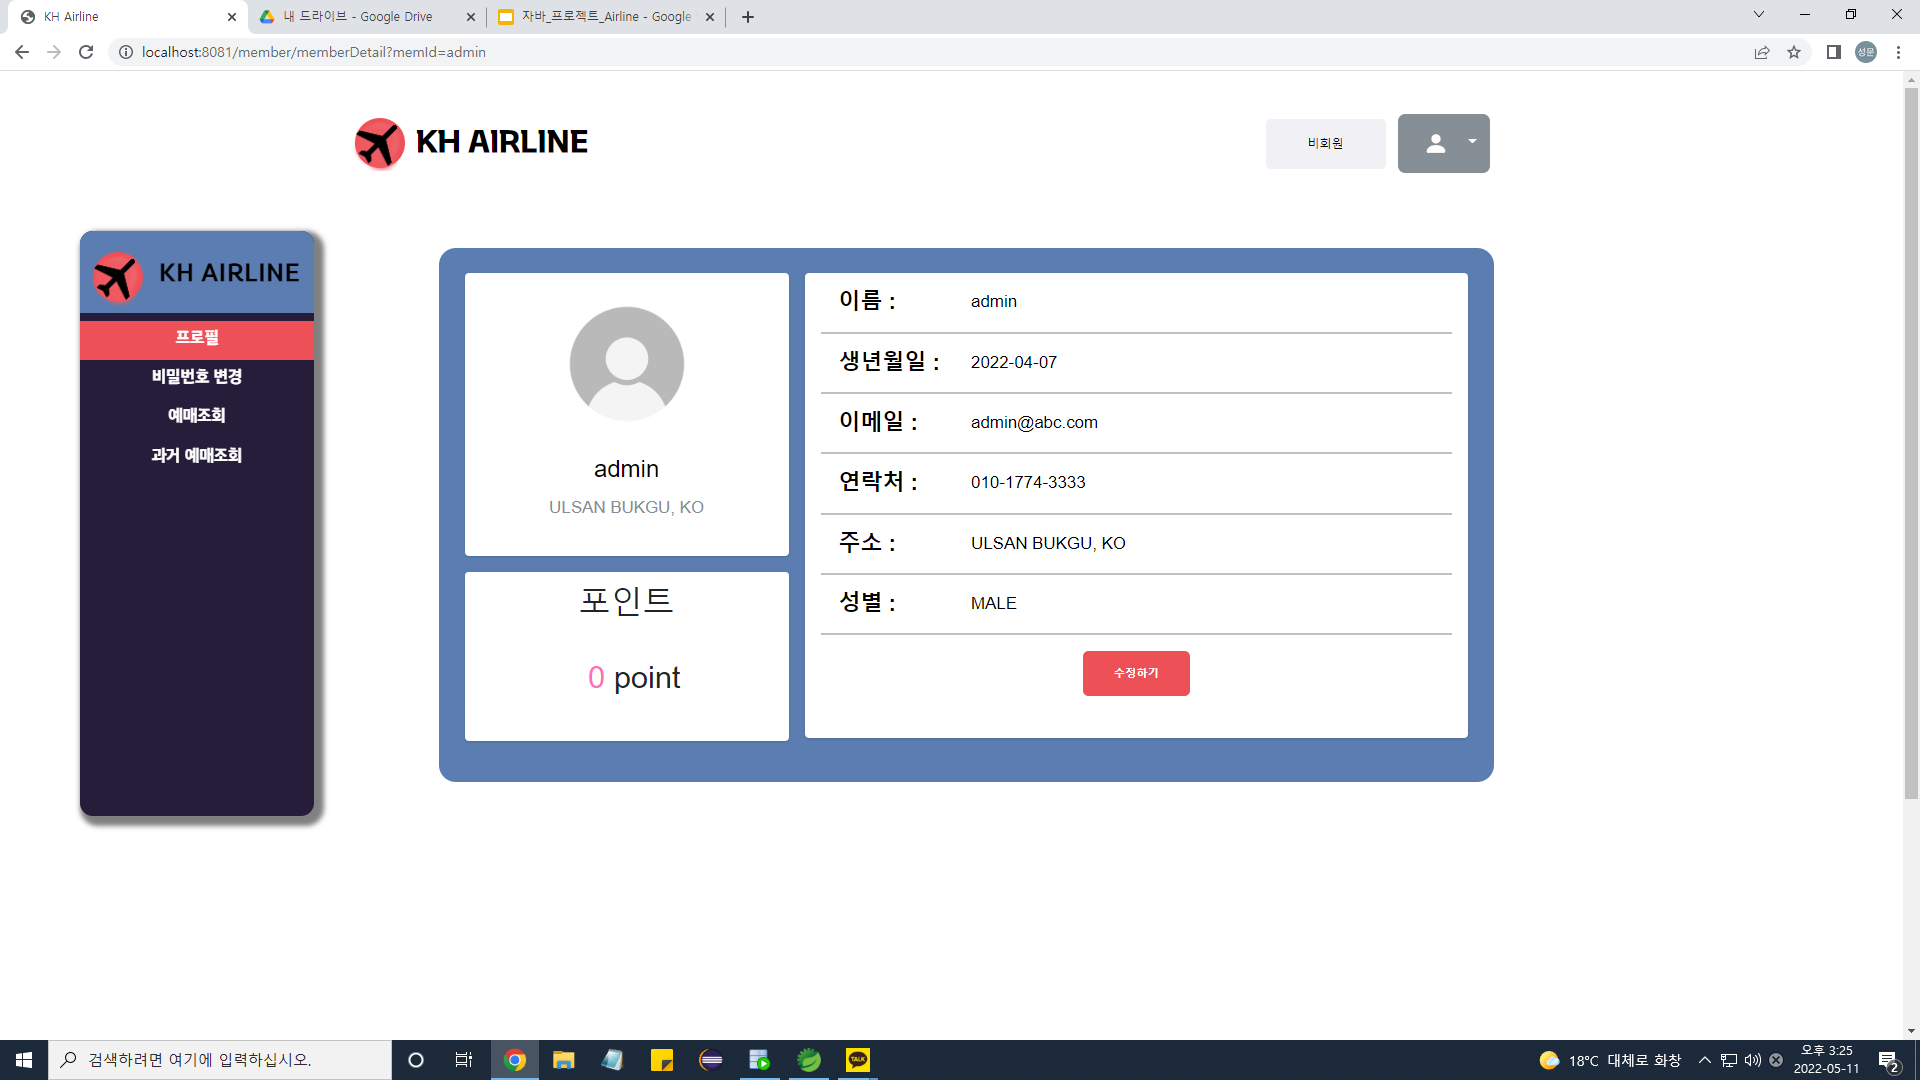 KH Airline
내 드라이브 - Google Drive
자바_프로젝트_Airline - Google
localhost:8081/member/memberDetail?memId=admin
성문
KH AIRLINE
비회원
KH AIRLINE
프로필
비밀번호 변경
예매조회
과거 예매조회
admin
ULSAN BUKGU, KO
포인트
0 point
이름 : admin
생년월일 : 2022-04-07
이메일 : admin@abc.com
연락처 : 010-1774-3333
주소 : ULSAN BUKGU, KO
성별 : MALE
수정하기
검색하려면 여기에 입력하십시오.
TALK
18°C 대체로 화창
오후 3:25
2022-05-11
2